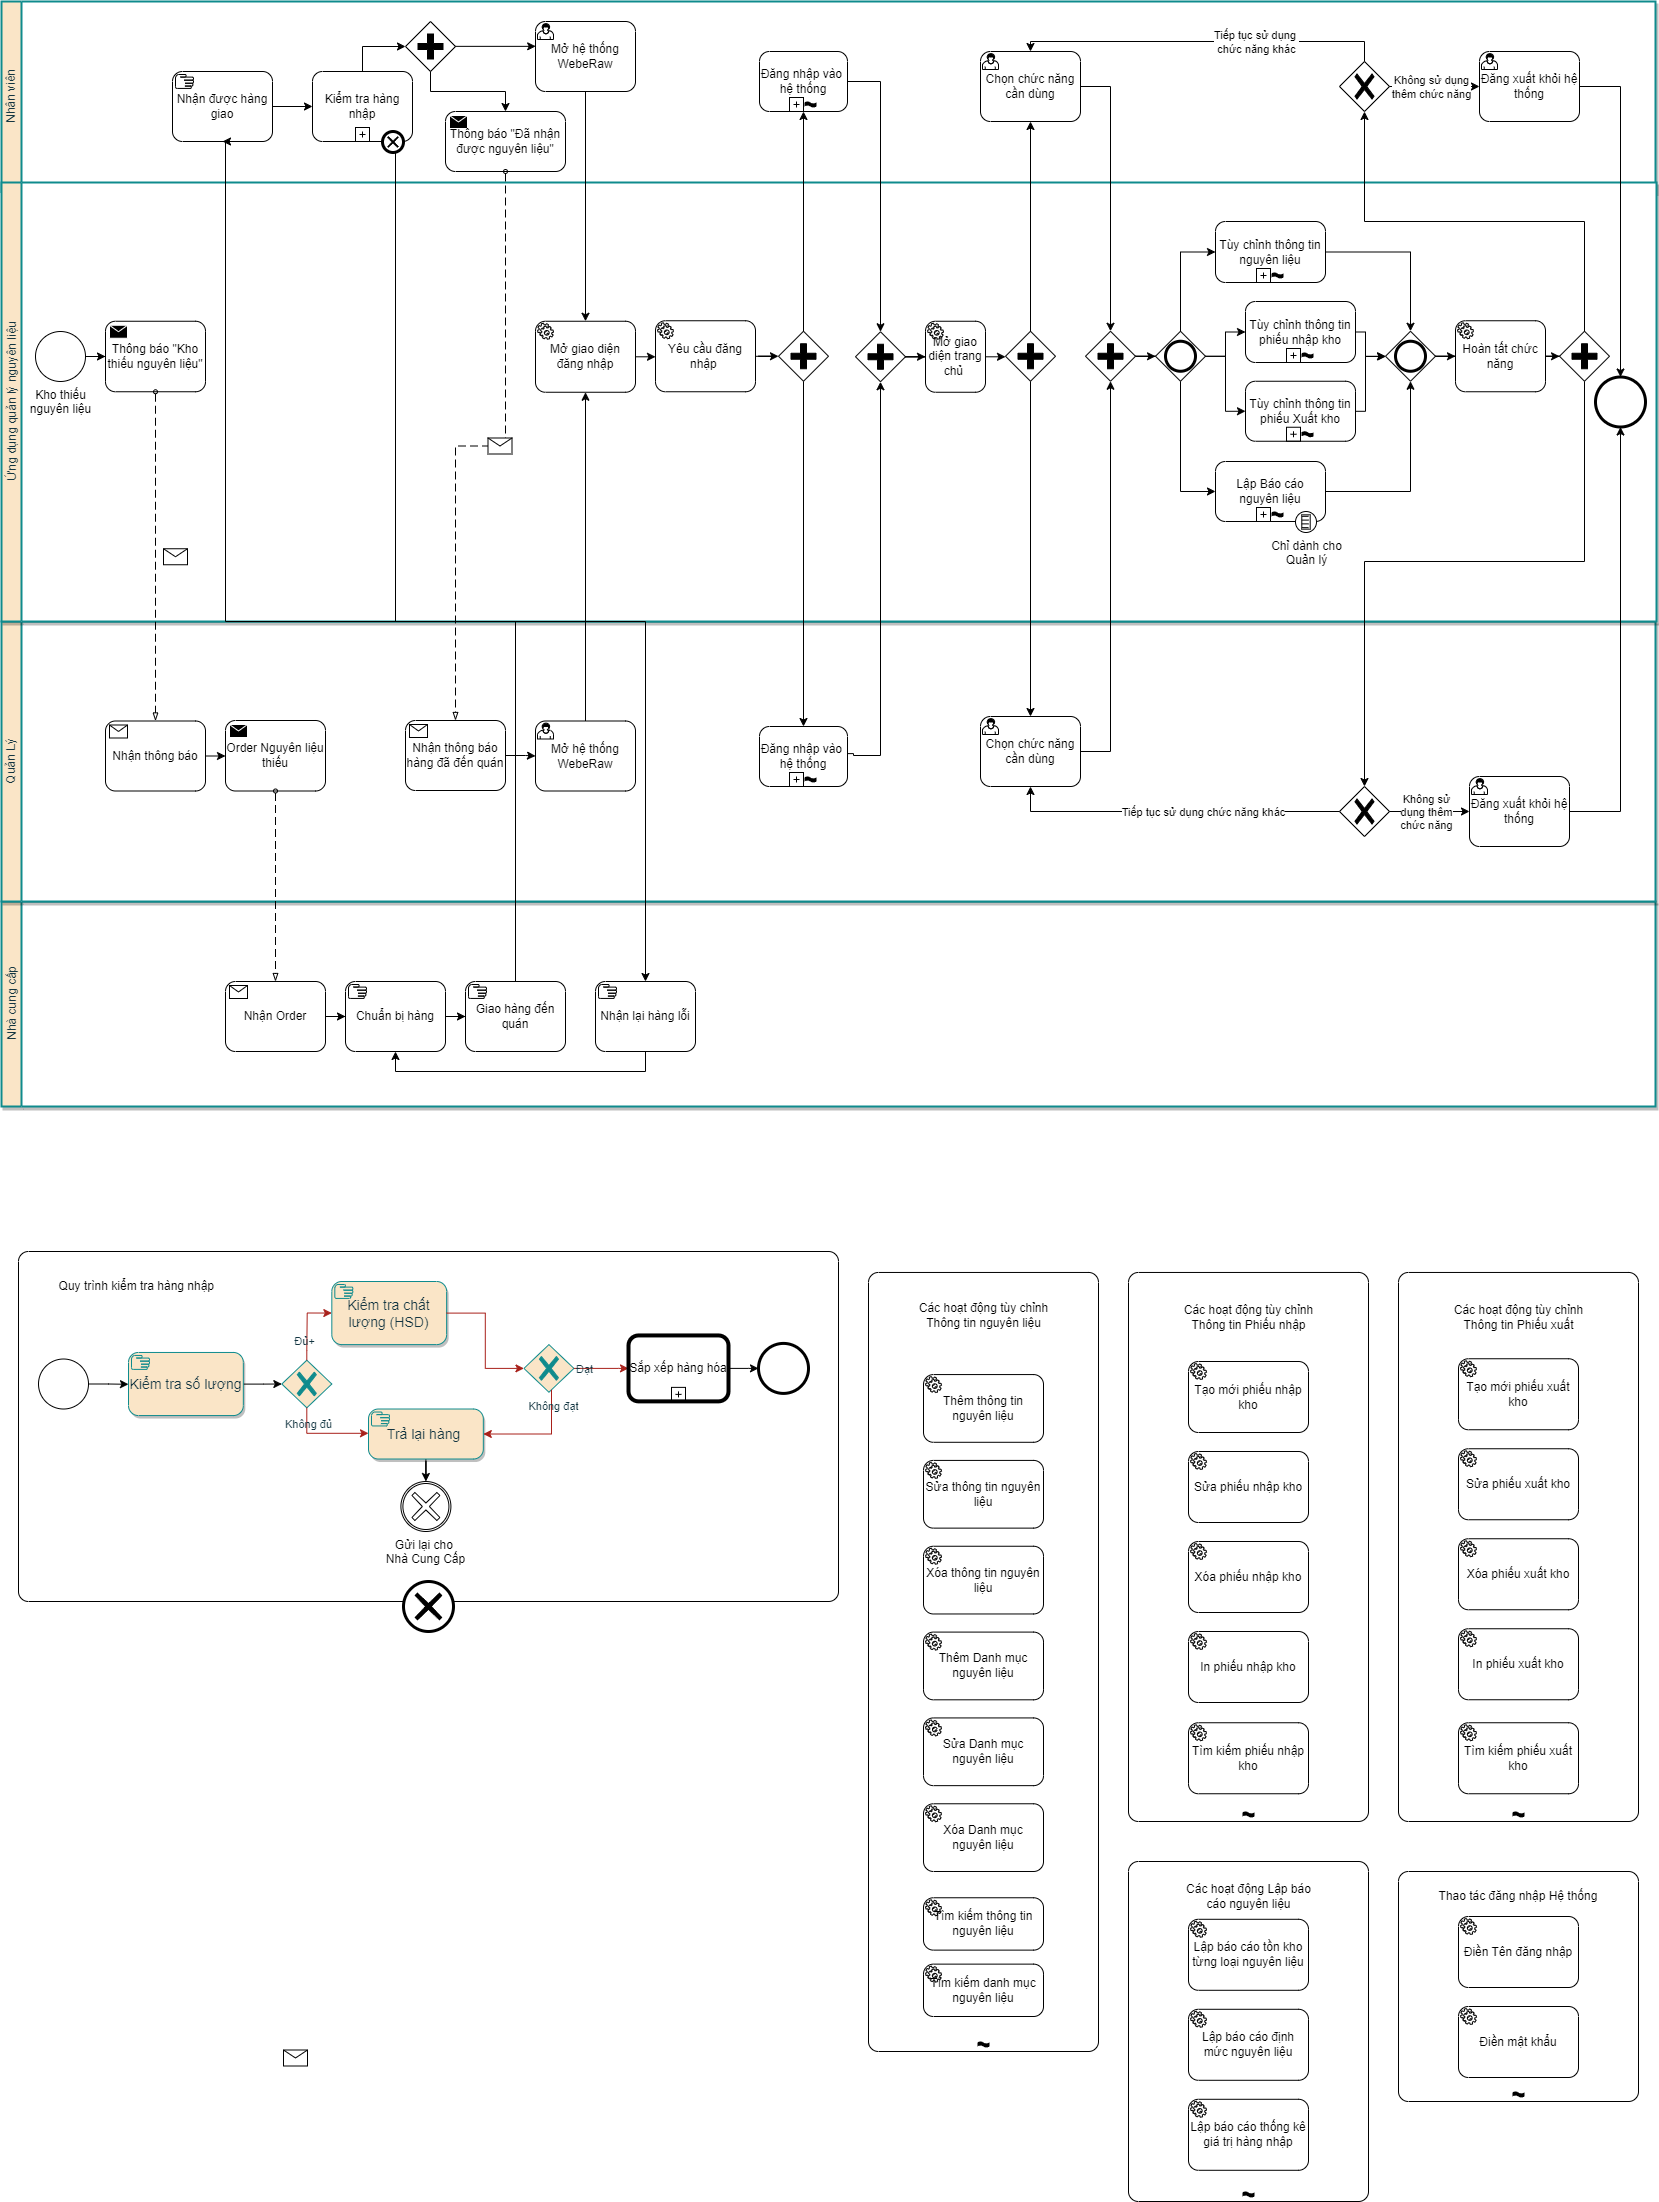 Nhân viên
Nhận được hàng
giao
Kiểm tra hàng
nhập
Mở hệ thống
WebeRaw
Thông báo "Đã nhận
được nguyên liệu"
Đăng nhập vào
hệ thống
Chọn chức năng
cần dùng
Tiếp tục sử dụng
chức năng khác
Không sử dụng
thêm chức năng
Đăng xuất khỏi hệ
thống
Ứng dụng quản lý nguyên liệu
Kho thiếu
nguyên liệu
Thông báo "Kho
thiếu nguyên liệu"
Mở giao diện
đăng nhập
Yêu cầu đăng
nhập
Mở giao
diện trang
chủ
Tùy chỉnh thông tin
nguyên liệu
Tùy chỉnh thông tin
phiếu nhập kho
Tùy chỉnh thông tin
phiếu Xuất kho
Lập Báo cáo
nguyên liệu
Chỉ dành cho
Quản lý
Hoàn tất chức
năng
Quản Lý
Nhận thông báo
Order Nguyên liệu
thiếu
Nhận thông báo
hàng đã đến quán
Mở hệ thống
WebeRaw
Đăng nhập vào
hệ thống
Chọn chức năng
cần dùng
Tiếp tục sử dụng chức năng khác
Không sử
dụng thêm
chức năng
Đăng xuất khỏi hệ
thống
Nhà cung cấp
Nhận Order
Chuẩn bị hàng
Giao hàng đến
quán
Nhận lại hàng lỗi
Quy trình kiểm tra hàng nhập
Kiểm tra số lượng
Đủ+
Không đủ
Kiểm tra chất
lượng (HSD)
Trả lại hàng
Đạt
Không đạt
Sắp xếp hàng hóa
Gửi lại cho
Nhà Cung Cấp
Các hoạt động tùy chỉnh
Thông tin nguyên liệu
Thêm thông tin
nguyên liệu
Sửa thông tin nguyên
liệu
Xóa thông tin nguyên
liệu
Thêm Danh mục
nguyên liệu
Sửa Danh mục
nguyên liệu
Xóa Danh mục
nguyên liệu
Tìm kiếm thông tin
nguyên liệu
Tìm kiếm danh mục
nguyên liệu
Các hoạt động tùy chỉnh
Thông tin Phiếu nhập
Tạo mới phiếu nhập
kho
Sửa phiếu nhập kho
Xóa phiếu nhập kho
In phiếu nhập kho
Tìm kiếm phiếu nhập
kho
Các hoạt động tùy chỉnh
Thông tin Phiếu xuất
Tạo mới phiếu xuất
kho
Sửa phiếu xuất kho
Xóa phiếu xuất kho
In phiếu xuất kho
Tìm kiếm phiếu xuất
kho
Các hoạt động Lập báo
cáo nguyên liệu
Lập báo cáo tồn kho
từng loại nguyên liệu
Lập báo cáo định
mức nguyên liệu
Lập báo cáo thống kê
giá trị hàng nhập
Thao tác đăng nhập Hệ thống
Điền Tên đăng nhập
Điền mật khẩu